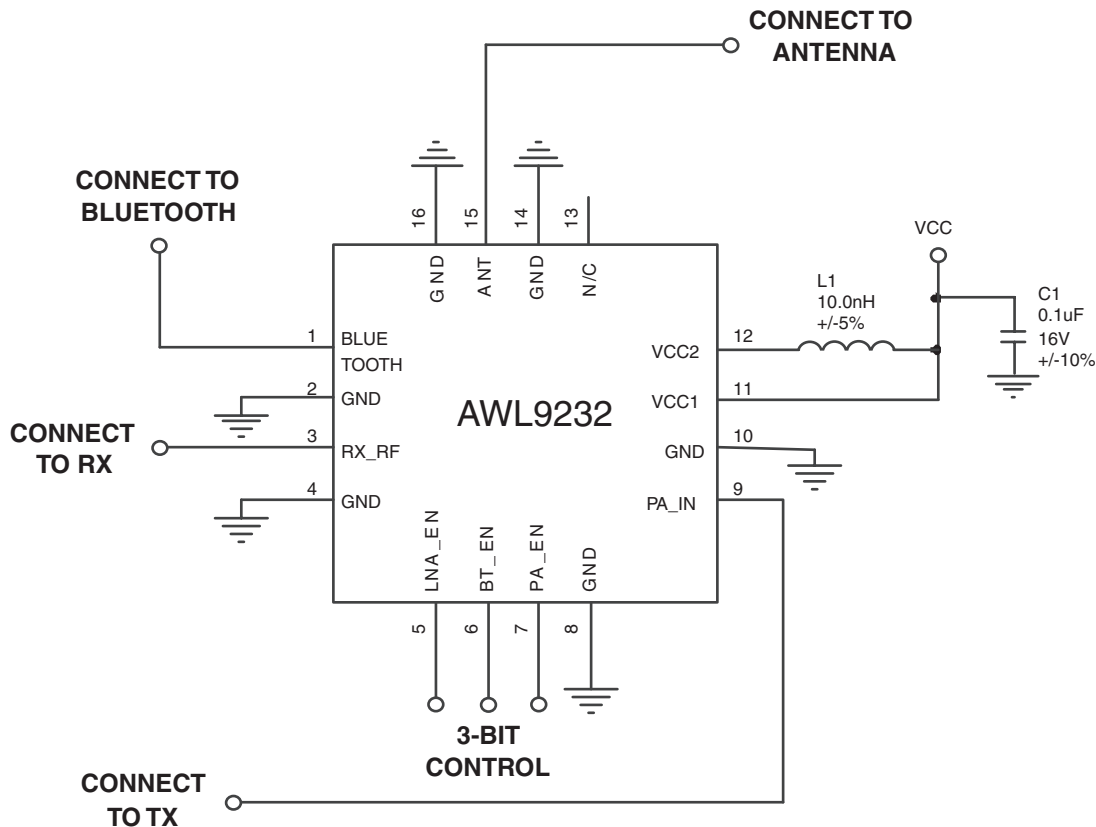 CONNECT TO
ANTENNA
CONNECT TO
BLUETOOTH
16
15
14
13
GND
ANT
GND
N/C
VCC
L1
10.0nH
+/-5%
C1
0.1uF
16V
+/-10%
1
BLUE
TOOTH
12
VCC2
2
GND
11
VCC1
AWL9232
CONNECT
TO RX
3
RX_RF
10
GND
4
GND
9
PA_IN
LNA_EN
BT_EN
PA_EN
GND
5
6
7
8
3-BIT
CONTROL
CONNECT
TO TX